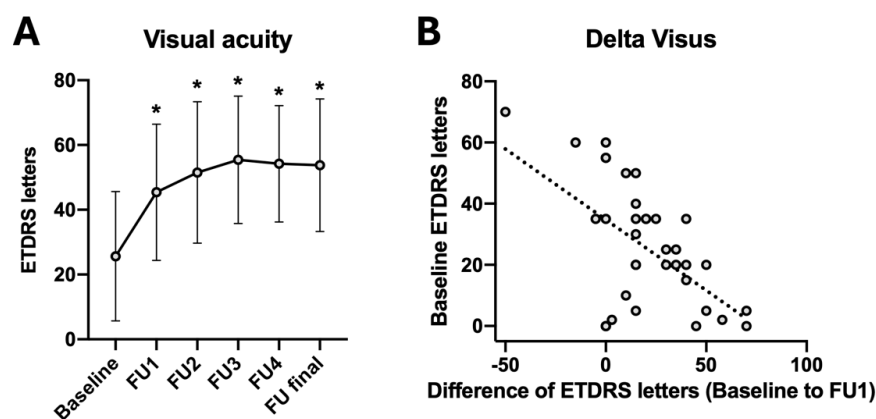 A
Visual acuity
ETDRS letters
80
60
40
20
0
* * * * *
Baseline
FU1
FU2
FU3
FU4
FU final
B
Delta Visus
Baseline ETDRS letters
80
60
40
20
0
-50 0 50 100
Difference of ETDRS letters (Baseline to FU1)